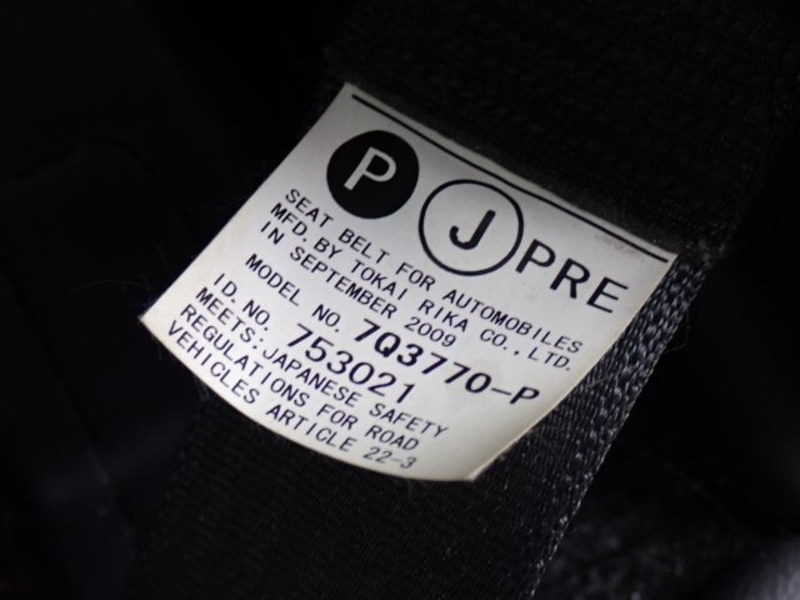 P J PRE
SEAT BELT FOR AUTOMOBILES
MFD. BY TOKAI RIKA CO., LTD.
IN SEPTEMBER 2009
MODEL NO. 7Q3770-P
ID. NO. 753021
MEETS: JAPANESE SAFETY
REGULATIONS FOR ROAD
VEHICLES ARTICLE 22-3